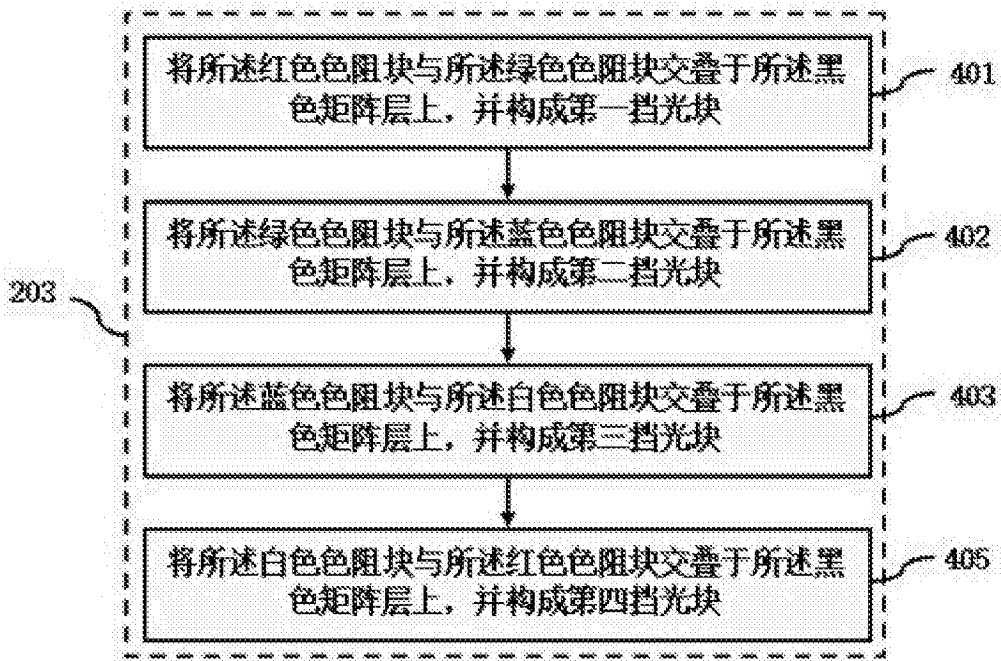 将所述红色色阻块与所述绿色色阻块交叠于所述黑
色矩阵层上，并构成第一挡光块
401
将所述绿色色阻块与所述蓝色色阻块交叠于所述黑
色矩阵层上，并构成第二挡光块
402
203
将所述蓝色色阻块与所述白色色阻块交叠于所述黑
色矩阵层上，并构成第三挡光块
403
将所述白色色阻块与所述红色色阻块交叠于所述黑
色矩阵层上，并构成第四挡光块
405